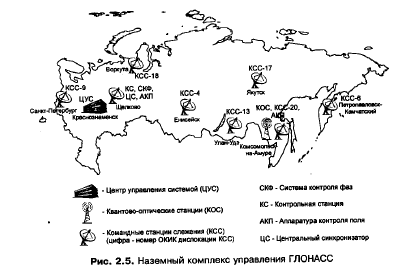 Воркута
КСС-18
КСС-9
Санкт-Петербург
ЦУС
Краснознаменск
КС, СКФ,
ЦС, АКП
Щелково
КСС-4
Енисейск
КСС-17
Якутск
КСС-13
Улан-Удэ
КОС, КСС-20,
АКП
Комсомольск-
на-Амуре
КСС-6
Петропавловск-
Камчатский
- Центр управления системой (ЦУС)
- Квантово-оптические станции (КОС)
- Командные станции слежения (КСС)
(цифра - номер ОКИК дислокации КСС)
СКФ - Система контроля фаз
КС - Контрольная станция
АКП - Аппаратура контроля поля
ЦС - Центральный синхронизатор
Рис. 2.5. Наземный комплекс управления ГЛОНАСС